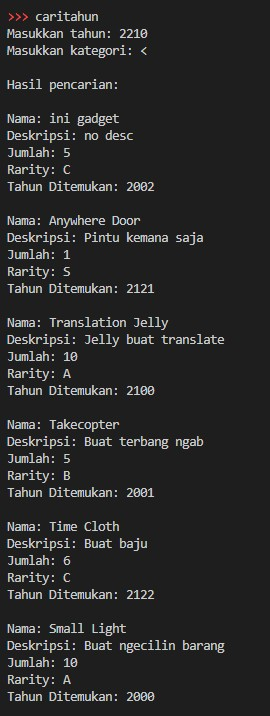 >>> caritahun
Masukkan tahun: 2210
Masukkan kategori: <
Hasil pencarian:
Nama: ini gadget
Deskripsi: no desc
Jumlah: 5
Rarity: C
Tahun Ditemukan: 2002
Nama: Anywhere Door
Deskripsi: Pintu kemana saja
Jumlah: 1
Rarity: S
Tahun Ditemukan: 2121
Nama: Translation Jelly
Deskripsi: Jelly buat translate
Jumlah: 10
Rarity: A
Tahun Ditemukan: 2100
Nama: Takecopter
Deskripsi: Buat terbang ngab
Jumlah: 5
Rarity: B
Tahun Ditemukan: 2001
Nama: Time Cloth
Deskripsi: Buat baju
Jumlah: 6
Rarity: C
Tahun Ditemukan: 2122
Nama: Small Light
Deskripsi: Buat ngecilin barang
Jumlah: 10
Rarity: A
Tahun Ditemukan: 2000